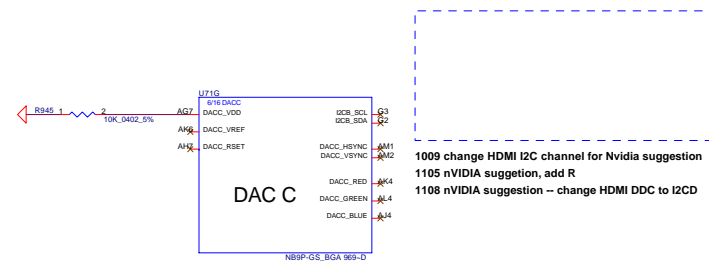 U71G
6/16 DACC
R945 1 2 AG7 DACC_VDD I2CB_SCL G3
10K_0402_5% I2CB_SDA G2
AK6 DACC_VREF
AH7 DACC_RSET DACC_HSYNC AM1
DACC_VSYNC AM2
DACC_RED AK4
DAC C
DACC_GREEN AL4
DACC_BLUE AJ4
NB9P-GS_BGA 969~D
1009 change HDMI I2C channel for Nvidia suggestion
1105 nVIDIA suggetion, add R
1108 nVIDIA suggestion -- change HDMI DDC to I2CD